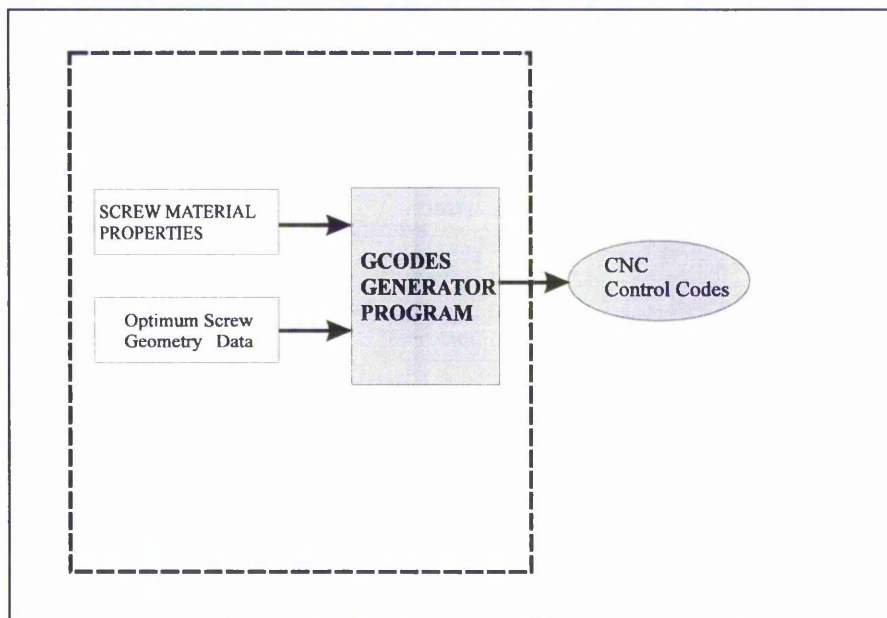 SCREW MATERIAL
PROPERTIES
Optimum Screw
Geometry Data
GCODES
GENERATOR
PROGRAM
CNC
Control Codes